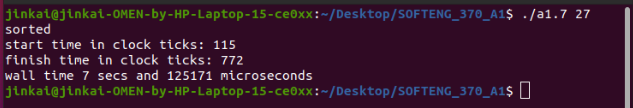 jinkai@jinkai-OMEN-by-HP-Laptop-15-ce0xx:~/Desktop/SOFTENG_370_A1$ ./a1.7 27
sorted
start time in clock ticks: 115
finish time in clock ticks: 772
wall time 7 secs and 125171 microseconds
jinkai@jinkai-OMEN-by-HP-Laptop-15-ce0xx:~/Desktop/SOFTENG_370_A1$